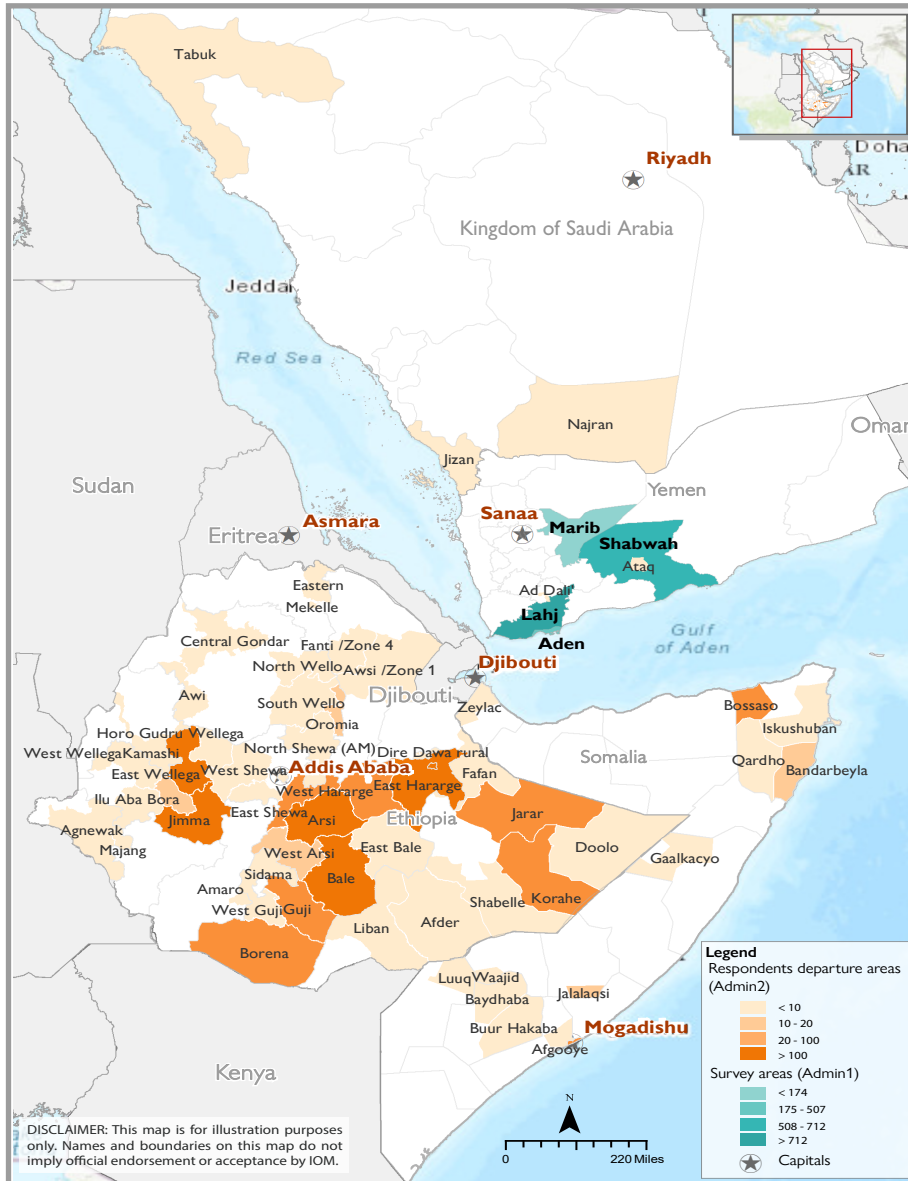 Tabuk
Doha
AR
Riyadh
Kingdom of Saudi Arabia
Jeddah
Red Sea
Najran
Jizan
Oman
Sudan
Yemen
Asmara
Eritrea
Sanaa
Marib
Shabwah
Ataq
Eastern
Mekelle
Ad Dali
Lahj
Central Gondar
Fanti /Zone 4
Aden
Gulf
of Aden
North Wello
Awsi /Zone 1
Djibouti
Awi
South Wello
Djibouti
Zeylac
Bossaso
Oromia
Iskushuban
Horo Gudru Wellega
North Shewa (AM)
Dire Dawa rural
Somalia
West Wellega
Kamashi
Qardho
Addis Ababa
East Wellega
West Shewa
Fafan
Bandarbeyla
West Hararge
East Hararge
Ilu Aba Bora
East Shewa
Jarar
Jimma
Arsi
Ethiopia
Agnewak
Majang
West Arsi
East Bale
Doolo
Gaalkacyo
Sidama
Bale
Amaro
Shabelle
Korahe
West Guji
Guji
Afder
Liban
Borena
Luuq
Waajid
Baydhaba
Jalalaqsi
Buur Hakaba
Mogadishu
Afgooye
Kenya
Legend
Respondents departure areas
(Admin2)
< 10
10 - 20
20 - 100
> 100
Survey areas (Admin1)
< 174
175 - 507
508 - 712
> 712
Capitals
N
0
220 Miles
DISCLAIMER: This map is for illustration purposes
only. Names and boundaries on this map do not
imply official endorsement or acceptance by IOM.